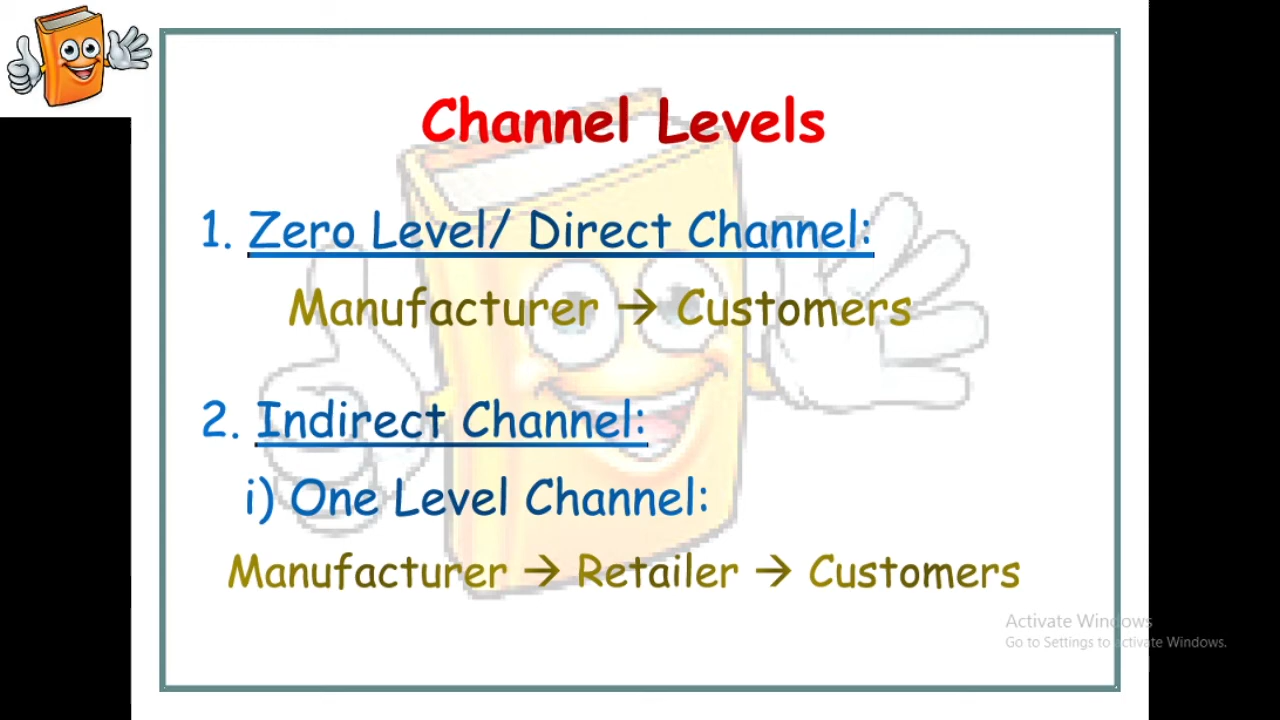 Channel Levels
1. Zero Level/ Direct Channel:
Manufacturer → Customers
2. Indirect Channel:
i) One Level Channel:
Manufacturer → Retailer → Customers
Activate Windows
Go to Settings to activate Windows.